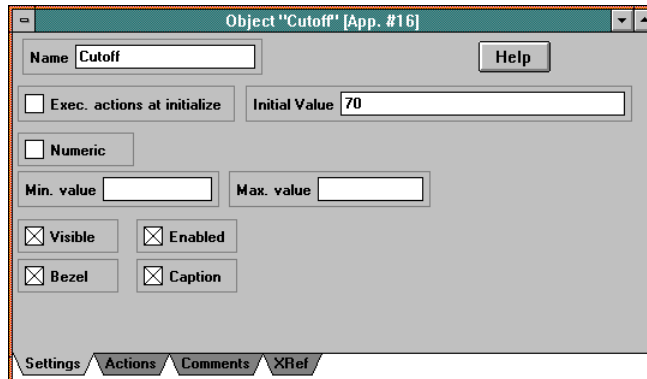 Object "Cutoff" [App. #16]
Name Cutoff Help
Exec. actions at initialize Initial Value 70
Numeric
Min. value Max. value
Visible Enabled
Bezel Caption
Settings Actions Comments XRef